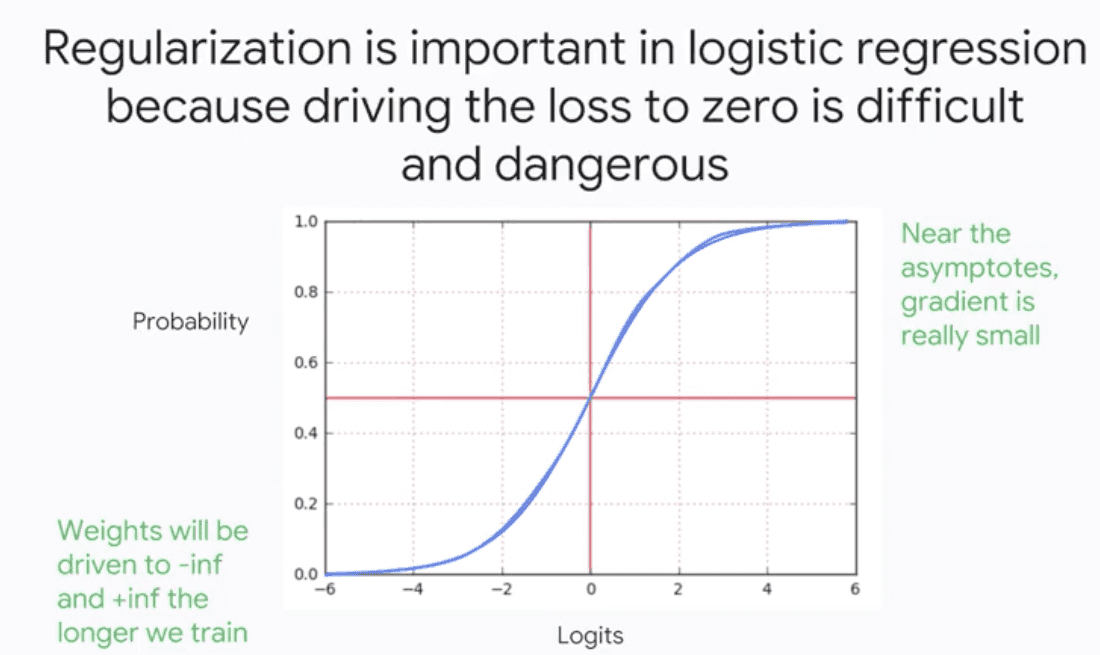 Regularization is important in logistic regression
because driving the loss to zero is difficult
and dangerous
1.0
0.8
0.6
0.4
0.2
0.0
−6
−4
−2
0
2
4
6
Probability
Logits
Near the
asymptotes,
gradient is
really small
Weights will be
driven to -inf
and +inf the
longer we train